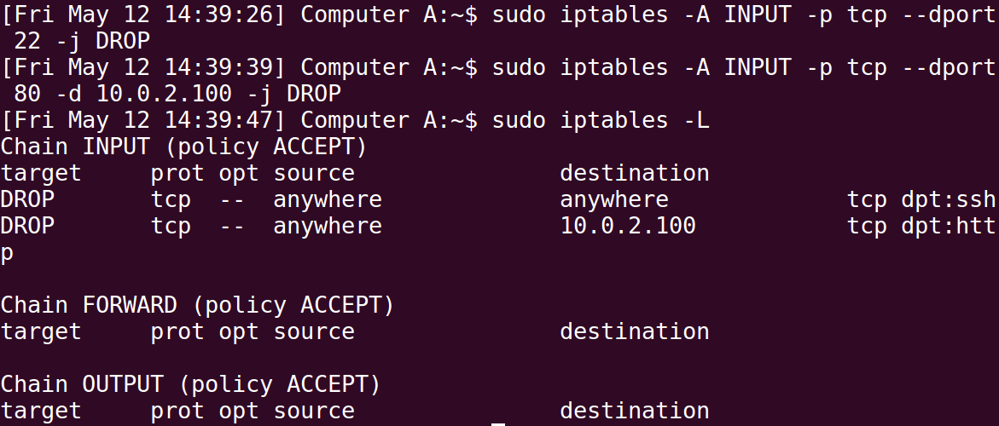 [Fri May 12 14:39:26] Computer A:~$ sudo iptables -A INPUT -p tcp --dport
 22 -j DROP
[Fri May 12 14:39:39] Computer A:~$ sudo iptables -A INPUT -p tcp --dport
 80 -d 10.0.2.100 -j DROP
[Fri May 12 14:39:47] Computer A:~$ sudo iptables -L
Chain INPUT (policy ACCEPT)
target     prot opt source               destination
DROP       tcp  --  anywhere             anywhere             tcp dpt:ssh
DROP       tcp  --  anywhere             10.0.2.100           tcp dpt:htt
p

Chain FORWARD (policy ACCEPT)
target     prot opt source               destination

Chain OUTPUT (policy ACCEPT)
target     prot opt source               destination